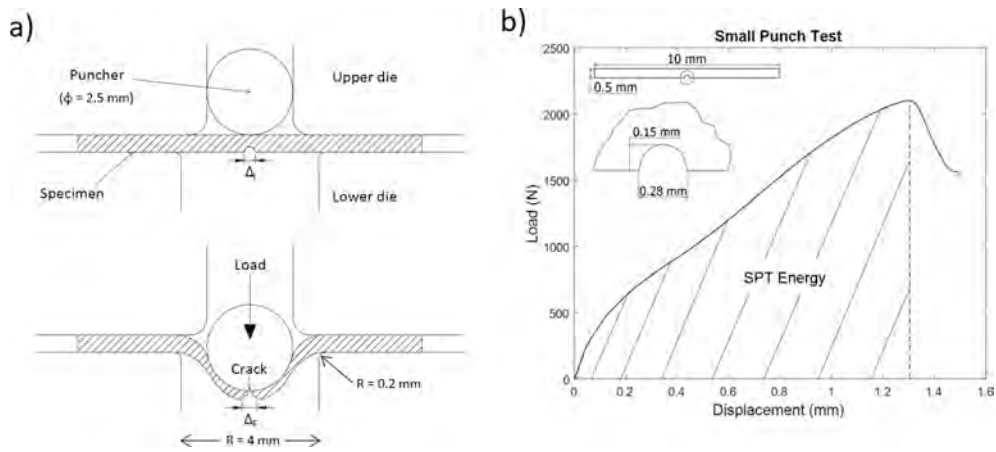 a)
Puncher
(ϕ = 2.5 mm)
Upper die
Δ
Specimen
Lower die
Load
Crack
R = 0.2 mm
Δ
R = 4 mm
b)
Small Punch Test
2500
2000
1500
1000
500
0
Load (N)
10 mm
0.5 mm
0.15 mm
0.28 mm
SPT Energy
0 0.2 0.4 0.6 0.8 1 1.2 1.4 1.6
Displacement (mm)